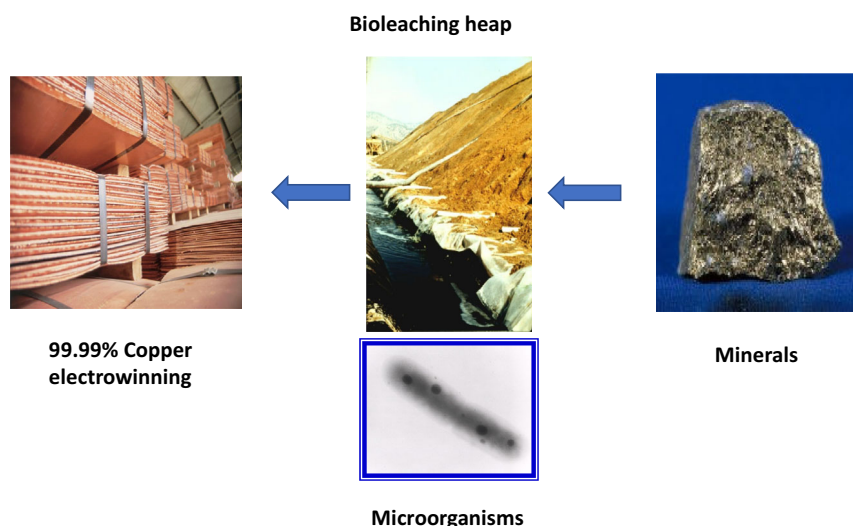 Bioleaching heap
99.99% Copper
electrowinning
Minerals
Microorganisms